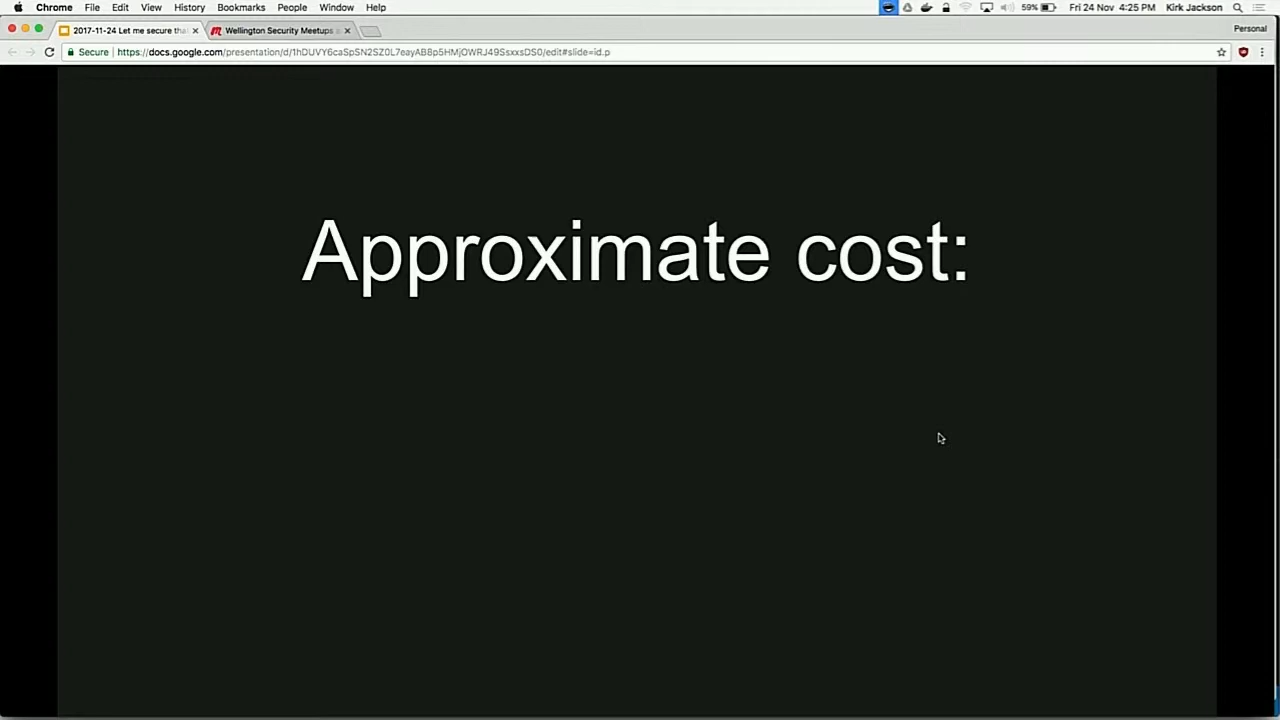 Chrome File Edit View History Bookmarks People Window Help 59% Fri 24 Nov 4:25 PM Kirk Jackson
2017-11-24 Let me secure tha Wellington Security Meetups Personal
Secure https://docs.google.com/presentation/d/1hDUVY6caSpSN2SZ0L7eayAB8p5HMjOWRJ49SsxxsDS0/edit#slide=id.p
Approximate cost: